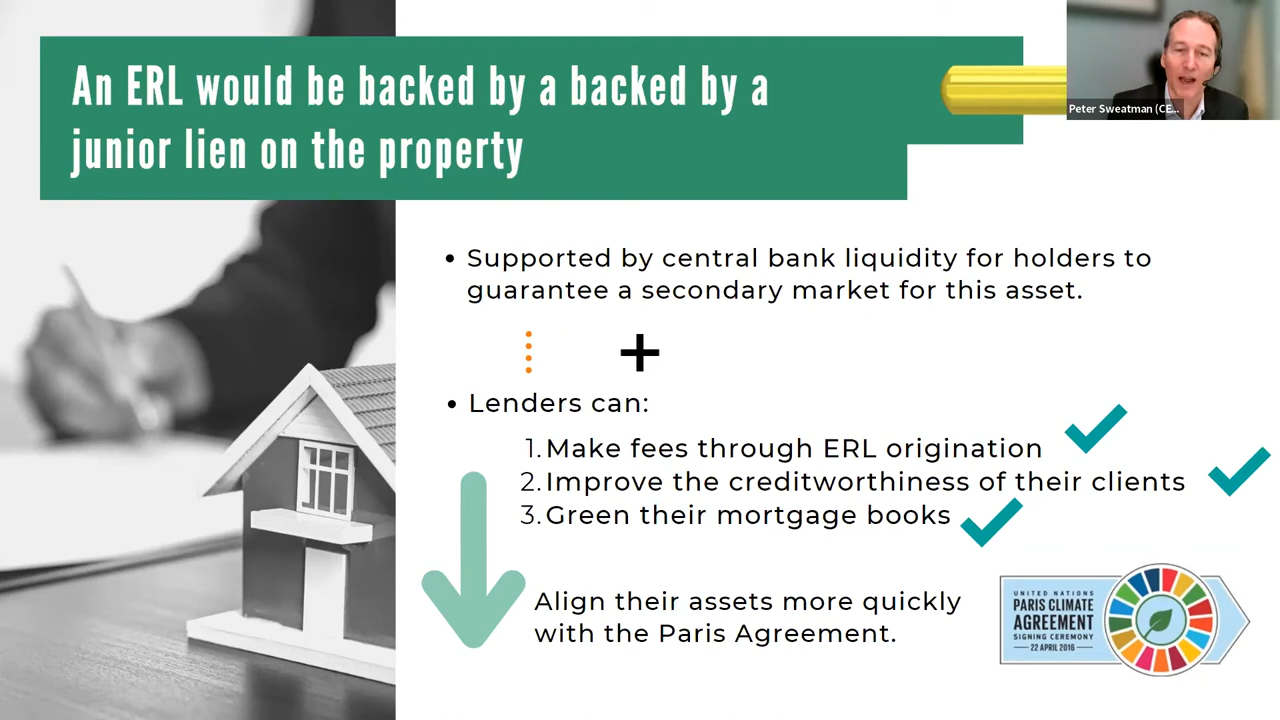 An ERL would be backed by a backed by a
junior lien on the property
Peter Sweatman (CE...
• Supported by central bank liquidity for holders to
guarantee a secondary market for this asset.
+
• Lenders can:
1. Make fees through ERL origination
2. Improve the creditworthiness of their clients
3. Green their mortgage books
Align their assets more quickly
with the Paris Agreement.
UNITED NATIONS
PARIS CLIMATE
AGREEMENT
SIGNING CEREMONY
22 APRIL 2016